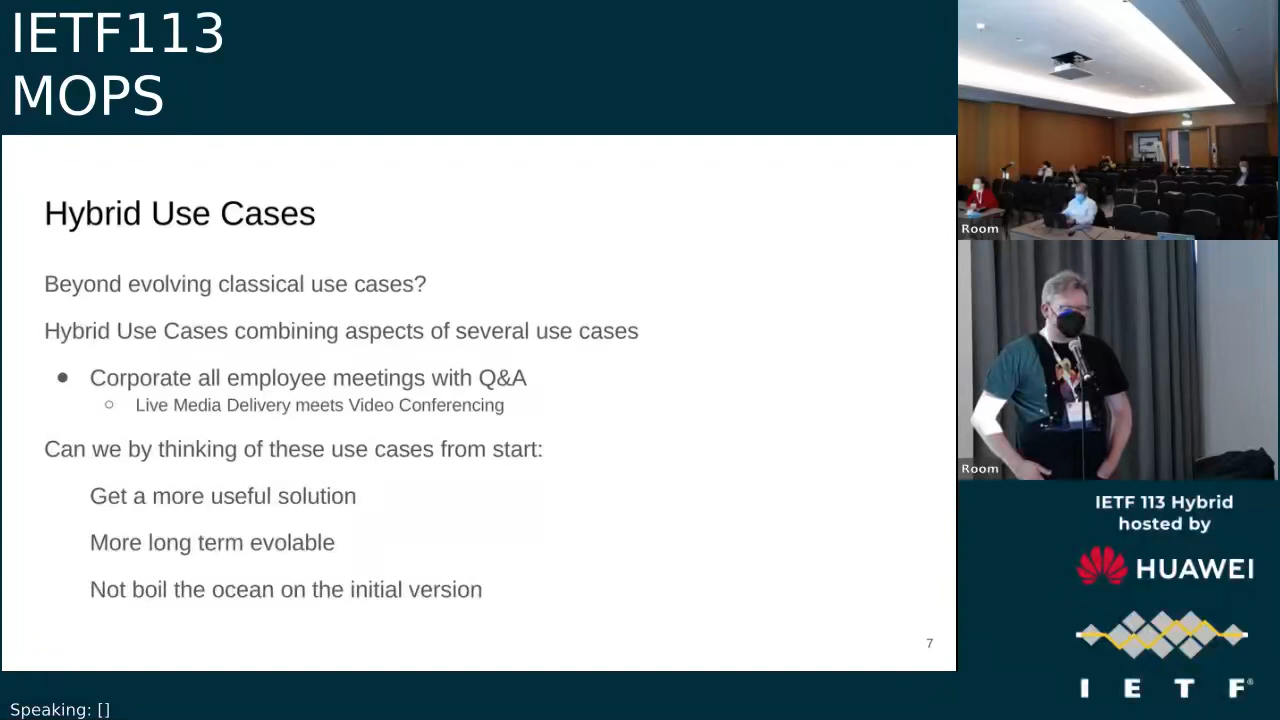 IETF113
MOPS
Hybrid Use Cases
Beyond evolving classical use cases?
Hybrid Use Cases combining aspects of several use cases
● Corporate all employee meetings with Q&A
○ Live Media Delivery meets Video Conferencing
Can we by thinking of these use cases from start:
Get a more useful solution
More long term evolable
Not boil the ocean on the initial version
7
Speaking: []
Room
Room
IETF 113 Hybrid
hosted by
HUAWEI
I E T F®